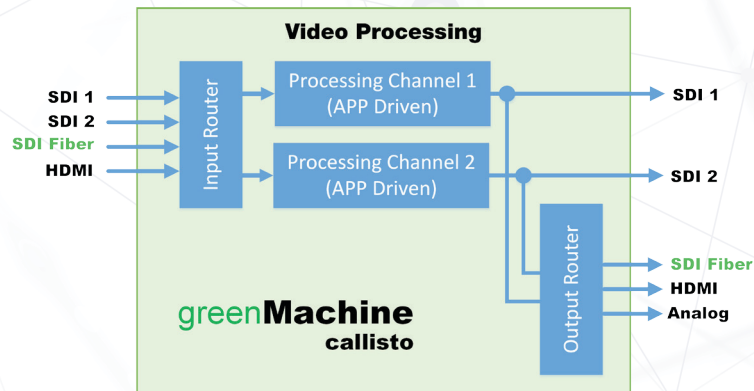 Video Processing
SDI 1
SDI 2
SDI Fiber
HDMI
Input Router
Processing Channel 1
(APP Driven)
Processing Channel 2
(APP Driven)
SDI 1
SDI 2
Output Router
SDI Fiber
HDMI
Analog
greenMachine
callisto